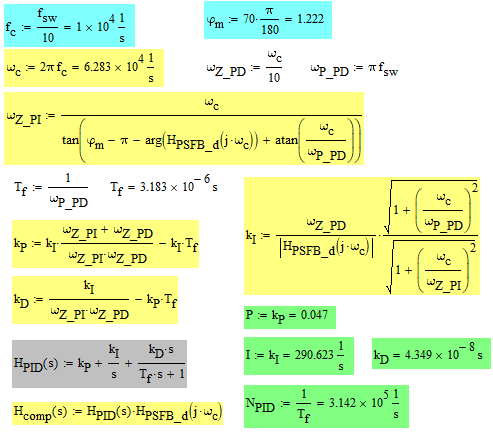 f_c := f_sw/10 = 1×10^4 1/s
φ_m := 70·π/180 = 1.222
ω_c := 2π f_c = 6.283×10^4 1/s
ω_Z_PD := ω_c/10
ω_P_PD := π f_sw
ω_Z_PI := ω_c/tan(φ_m − π − arg(H_PSFB_d(j·ω_c)) + atan(ω_c/ω_P_PD))
T_f := 1/ω_P_PD
T_f = 3.183×10^−6 s
k_I := ω_Z_PD/|H_PSFB_d(j·ω_c)| · √(1 + (ω_c/ω_P_PD)^2)/√(1 + (ω_c/ω_Z_PI)^2)
k_P := k_I·(ω_Z_PI + ω_Z_PD)/(ω_Z_PI·ω_Z_PD) − k_I·T_f
k_D := k_I/(ω_Z_PI·ω_Z_PD) − k_P·T_f
P := k_P = 0.047
H_PID(s) := k_P + k_I/s + k_D·s/(T_f·s + 1)
I := k_I = 290.623 1/s
k_D = 4.349×10^−8 s
H_comp(s) := H_PID(s)·H_PSFB_d(j·ω_c)
N_PID := 1/T_f = 3.142×10^5 1/s